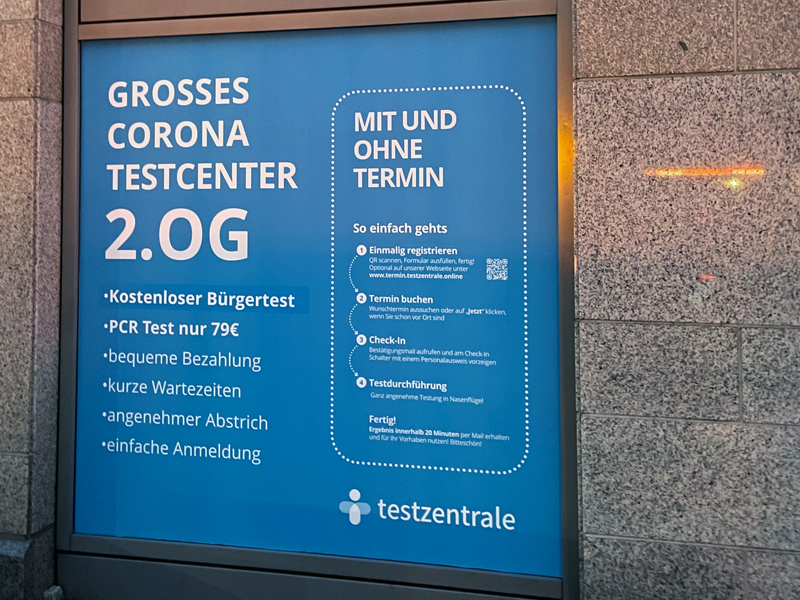 GROSSES
CORONA
TESTCENTER
2.OG
•Kostenloser Bürgertest
•PCR Test nur 79€
•bequeme Bezahlung
•kurze Wartezeiten
•angenehmer Abstrich
•einfache Anmeldung
MIT UND
OHNE
TERMIN
So einfach gehts
1 Einmalig registrieren
QR scannen, Formular ausfüllen, fertig!
Optional auf unserer Webseite unter
www.termin.testzentrale.online
2 Termin buchen
Wunschtermin aussuchen oder auf „Jetzt" klicken,
wenn Sie schon vor Ort sind
3 Check-In
Bestätigungsmail aufrufen und am Check-In
Schalter mit einem Personalausweis vorzeigen
4 Testdurchführung
Ganz angenehme Testung in Nasenflügel
Fertig!
Ergebnis innerhalb 20 Minuten per Mail erhalten
und für Ihr Vorhaben nutzen! Bitteschön!
testzentrale